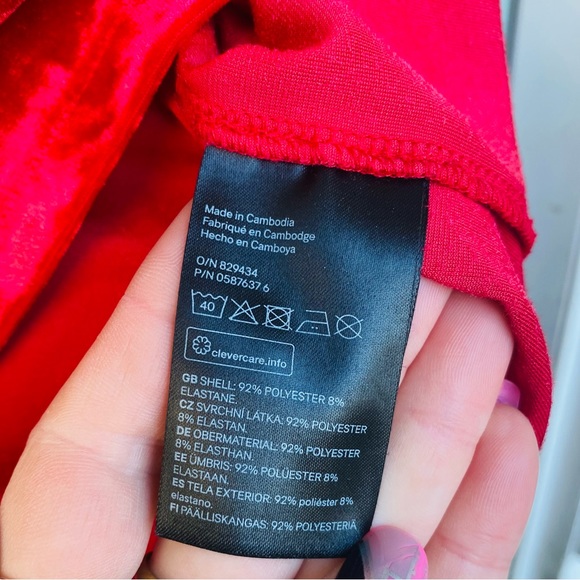 Made in Cambodia
Fabriqué en Cambodge
Hecho en Camboya
O/N 829434
P/N 0587637 6
40
clevercare.info
GB SHELL: 92% POLYESTER 8%
ELASTANE.
CZ SVRCHNÍ LÁTKA: 92% POLYESTER
8% ELASTAN.
DE OBERMATERIAL: 92% POLYESTER
8% ELASTHAN
EE ÜMBRIS: 92% POLÜESTER 8%
ELASTAAN.
ES TELA EXTERIOR: 92% poliéster 8%
elastano.
FI PÄÄLLISKANGAS: 92% POLYESTERIÄ